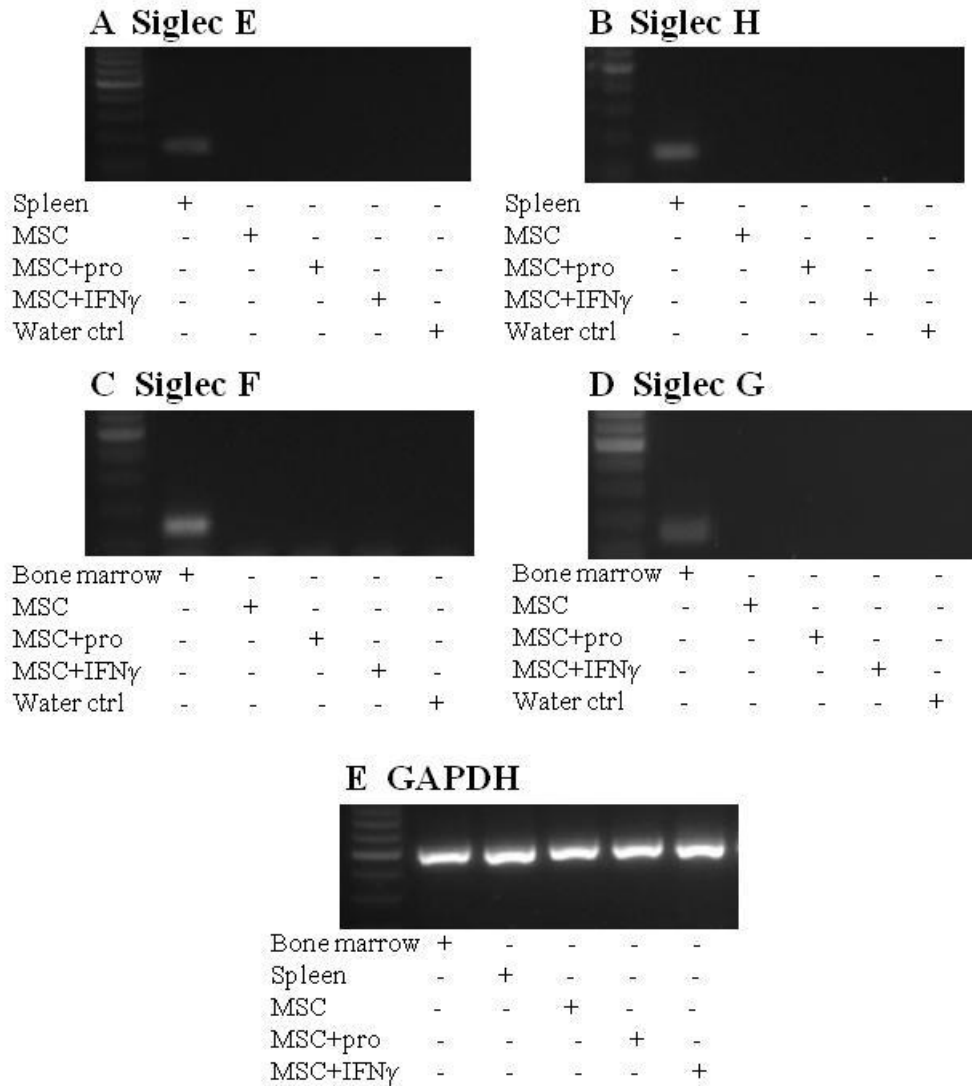 A Siglec E
B Siglec H
Spleen + - - - -
MSC - + - - -
MSC+pro - - + - -
MSC+IFNγ - - - + -
Water ctrl - - - - +
Spleen + - - - -
MSC - + - - -
MSC+pro - - + - -
MSC+IFNγ - - - + -
Water ctrl - - - - +
C Siglec F
D Siglec G
Bone marrow + - - - -
MSC - + - - -
MSC+pro - - + - -
MSC+IFNγ - - - + -
Water ctrl - - - - +
Bone marrow + - - - -
MSC - + - - -
MSC+pro - - + - -
MSC+IFNγ - - - + -
Water ctrl - - - - +
E GAPDH
Bone marrow + - - - -
Spleen - + - - -
MSC - - + - -
MSC+pro - - - + -
MSC+IFNγ - - - - +